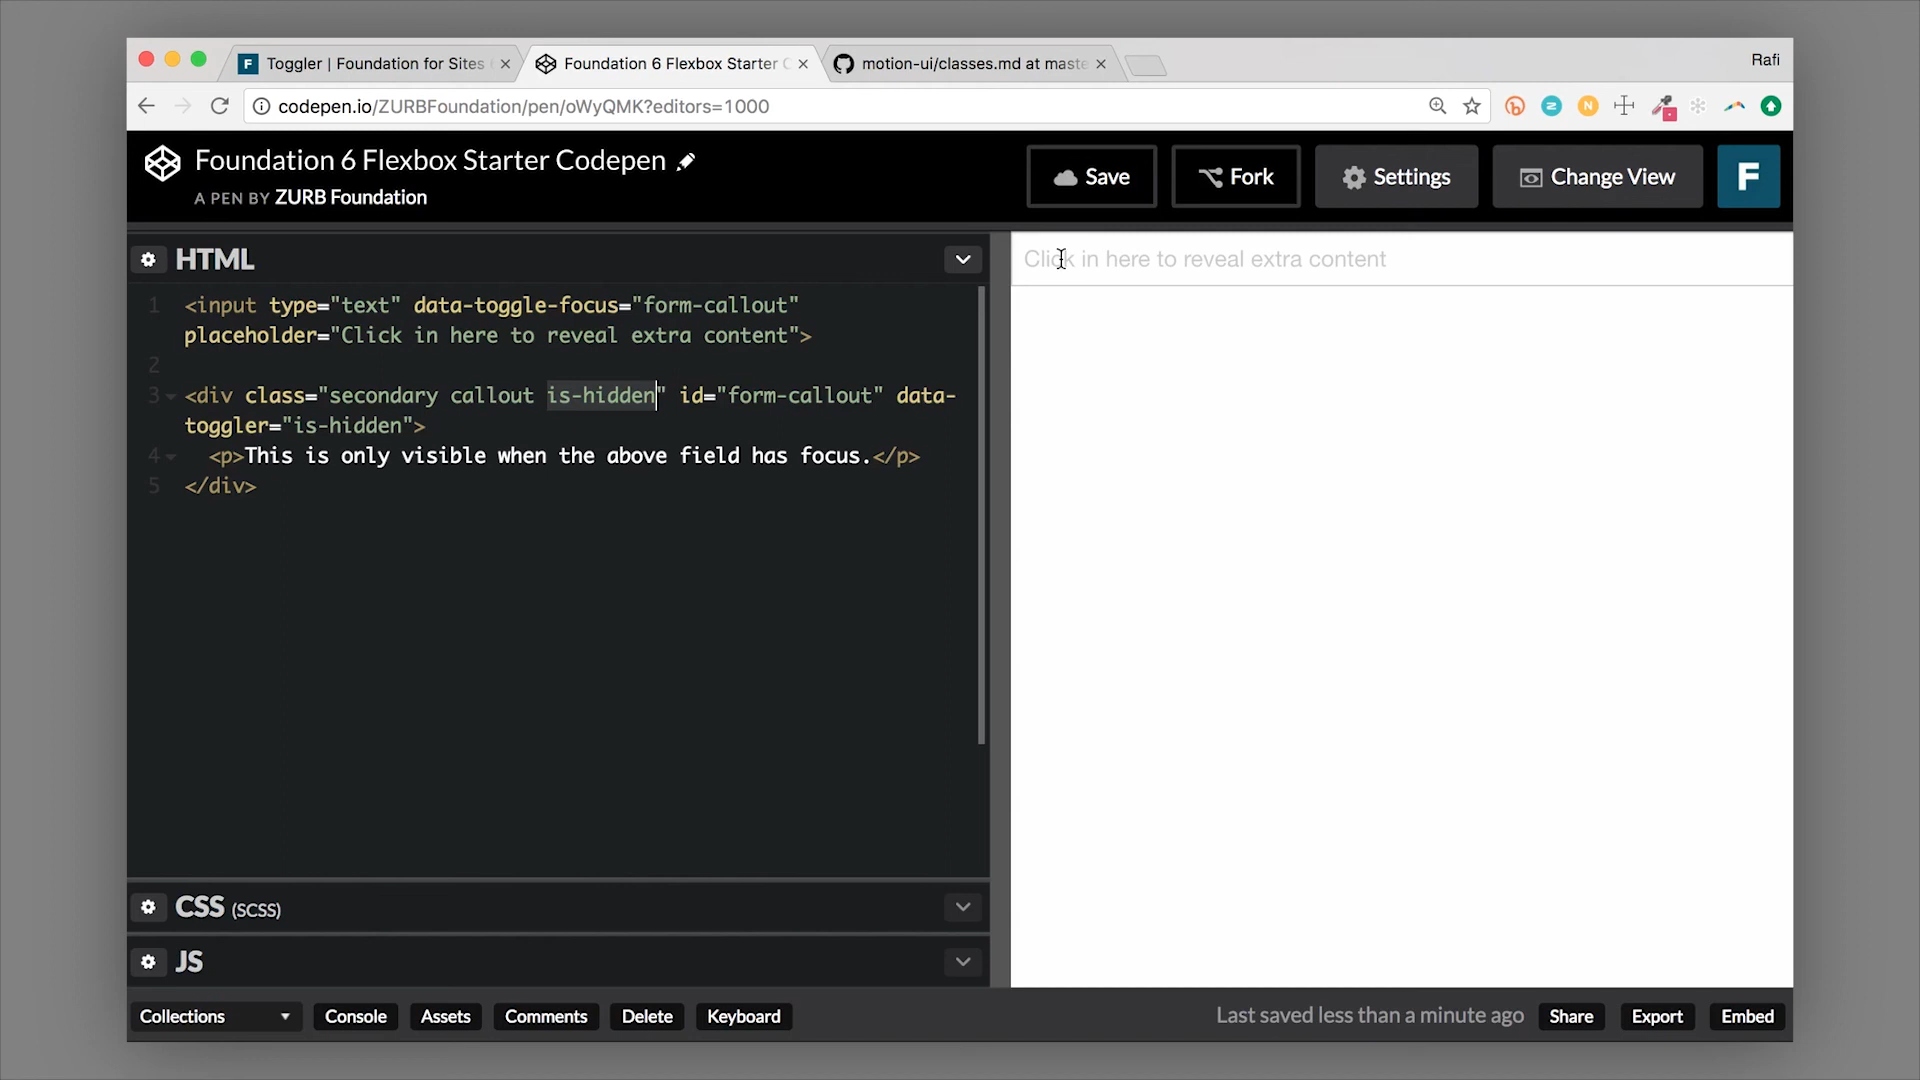 Toggler | Foundation for Sites
Foundation 6 Flexbox Starter C
motion-ui/classes.md at maste
Rafi
codepen.io/ZURBFoundation/pen/oWyQMK?editors=1000
Foundation 6 Flexbox Starter Codepen
A PEN BY ZURB Foundation
Save
Fork
Settings
Change View
F
HTML
1 <input type="text" data-toggle-focus="form-callout"
placeholder="Click in here to reveal extra content">
2
3 <div class="secondary callout is-hidden" id="form-callout" data-
toggler="is-hidden">
4 <p>This is only visible when the above field has focus.</p>
5 </div>
Click in here to reveal extra content
CSS (SCSS)
JS
Collections
Console
Assets
Comments
Delete
Keyboard
Last saved less than a minute ago
Share
Export
Embed